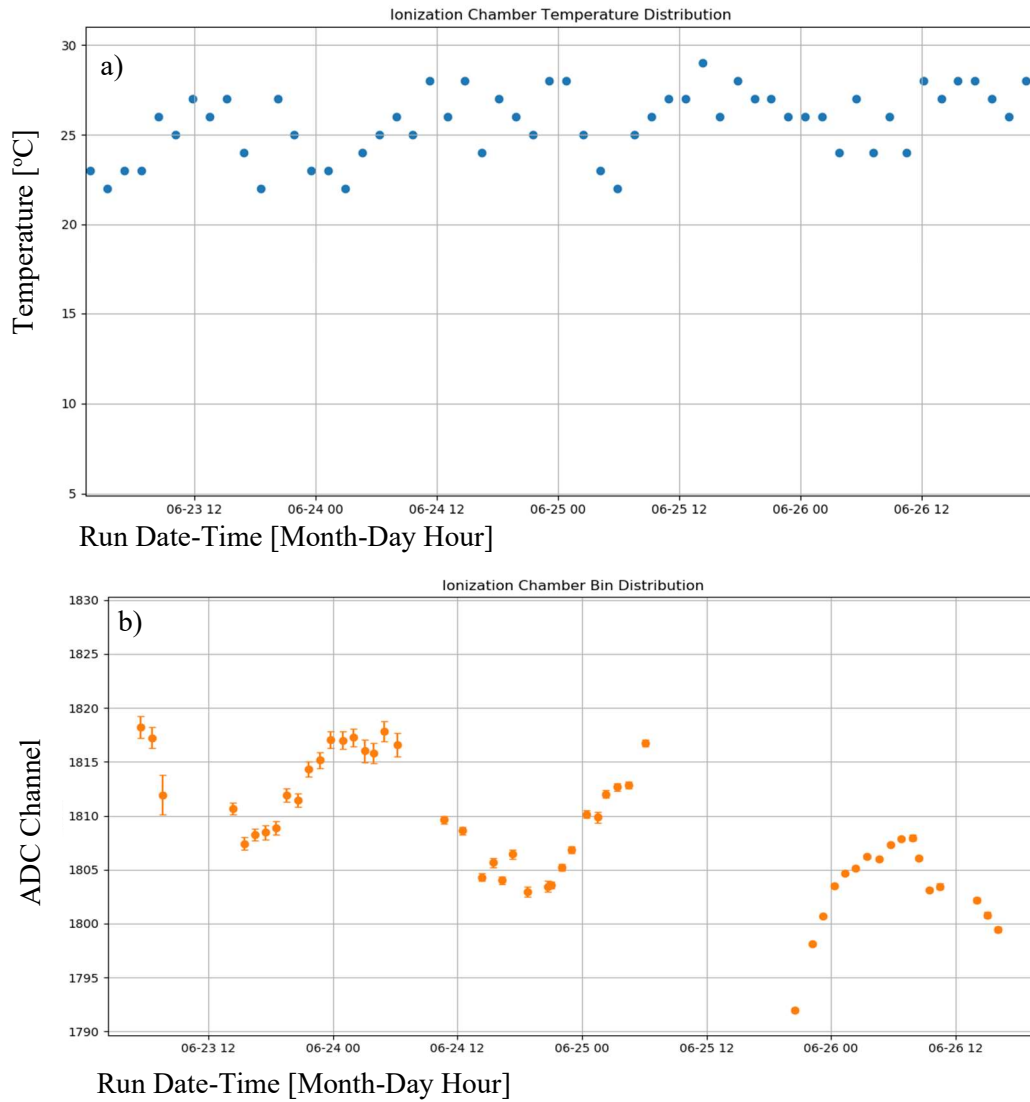 Ionization Chamber Temperature Distribution
a)
30
25
20
15
10
5
Temperature [°C]
06-23 12 06-24 00 06-24 12 06-25 00 06-25 12 06-26 00 06-26 12
Run Date-Time [Month-Day Hour]
Ionization Chamber Bin Distribution
b)
1830
1825
1820
1815
1810
1805
1800
1795
1790
ADC Channel
06-23 12 06-24 00 06-24 12 06-25 00 06-25 12 06-26 00 06-26 12
Run Date-Time [Month-Day Hour]